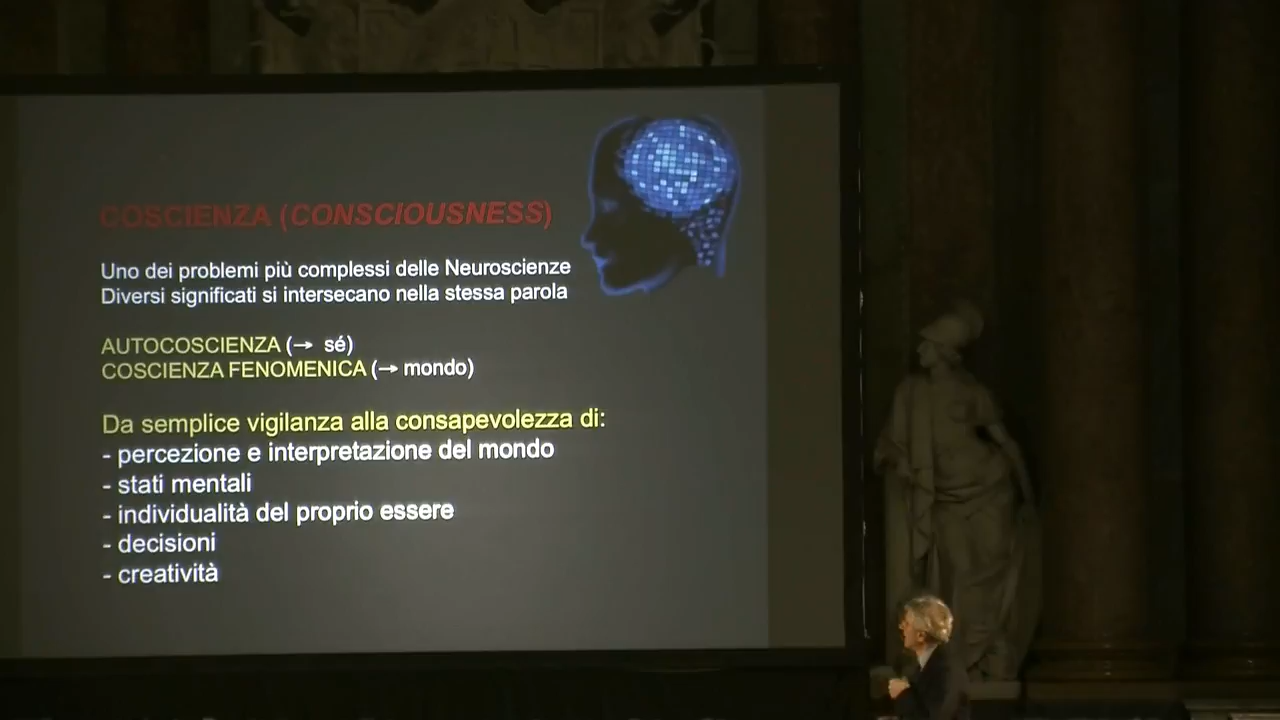 COSCIENZA (CONSCIOUSNESS)
Uno dei problemi più complessi delle Neuroscienze
Diversi significati si intersecano nella stessa parola
AUTOCOSCIENZA (→ sé)
COSCIENZA FENOMENICA (→ mondo)
Da semplice vigilanza alla consapevolezza di:
- percezione e interpretazione del mondo
- stati mentali
- individualità del proprio essere
- decisioni
- creatività